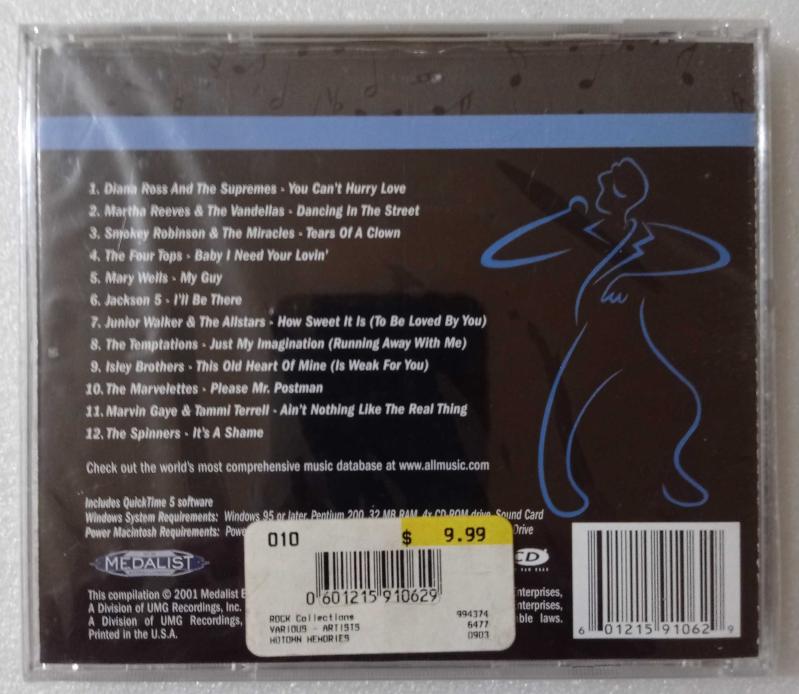 1. Diana Ross And The Supremes - You Can't Hurry Love
2. Martha Reeves & The Vandellas - Dancing In The Street
3. Smokey Robinson & The Miracles - Tears Of A Clown
4. The Four Tops - Baby I Need Your Lovin'
5. Mary Wells - My Guy
6. Jackson 5 - I'll Be There
7. Junior Walker & The Allstars - How Sweet It Is (To Be Loved By You)
8. The Temptations - Just My Imagination (Running Away With Me)
9. Isley Brothers - This Old Heart Of Mine (Is Weak For You)
10. The Marvelettes - Please Mr. Postman
11. Marvin Gaye & Tammi Terrell - Ain't Nothing Like The Real Thing
12. The Spinners - It's A Shame
Check out the world's most comprehensive music database at www.allmusic.com
Includes QuickTime 5 software
Windows System Requirements: Windows 95 or later, Pentium 200, 32 MB RAM, 4x CD-ROM drive, Sound Card
Power Macintosh Requirements: Drive
MEDALIST
CD
This compilation © 2001 Medalist
A Division of UMG Recordings, Inc.
A Division of UMG Recordings,
Printed in the U.S.A.
010 $ 9.99
0 601215 910629
ROCK Collections 994374
VARIOUS - ARTISTS 6477
MOTOWN MEMORIES 0903
nterprises,
nterprises,
ble laws.
6 01215 91062 9